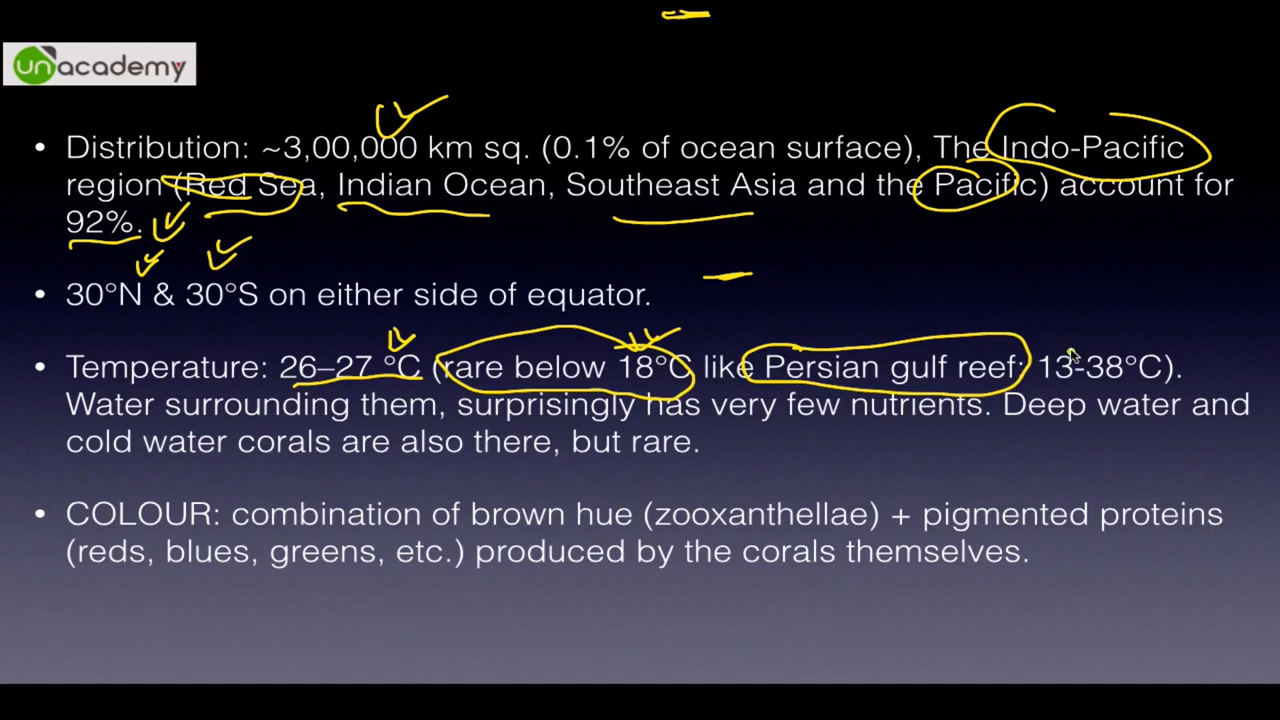 unacademy
• Distribution: ~3,00,000 km sq. (0.1% of ocean surface), The Indo-Pacific
region (Red Sea, Indian Ocean, Southeast Asia and the Pacific) account for
92%.
• 30°N & 30°S on either side of equator.
• Temperature: 26–27 °C (rare below 18°C like Persian gulf reef: 13-38°C).
Water surrounding them, surprisingly has very few nutrients. Deep water and
cold water corals are also there, but rare.
• COLOUR: combination of brown hue (zooxanthellae) + pigmented proteins
(reds, blues, greens, etc.) produced by the corals themselves.